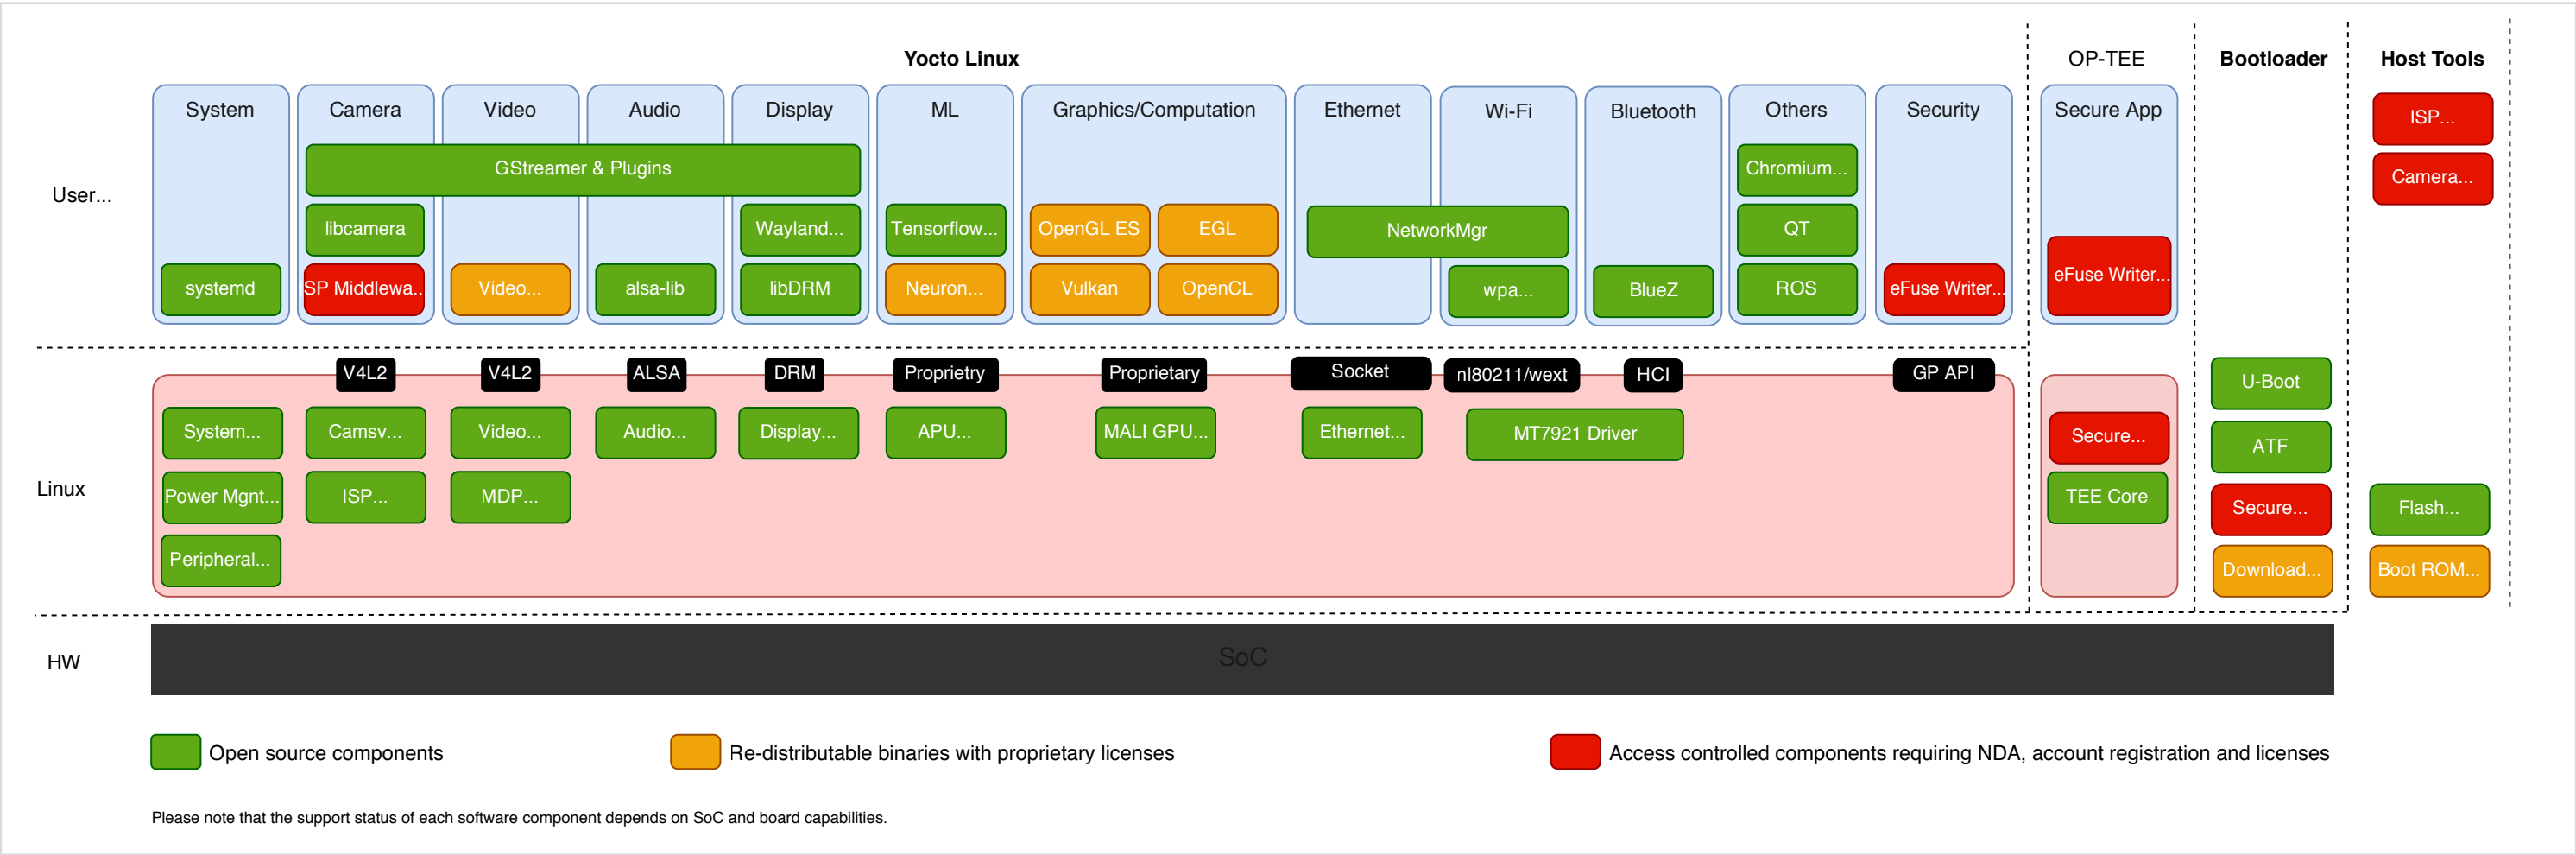 Yocto Linux
OP-TEE
Bootloader
Host Tools
System
Camera
Video
Audio
Display
ML
Graphics/Computation
Ethernet
Wi-Fi
Bluetooth
Others
Security
Secure App
ISP...
GStreamer & Plugins
Chromium...
Camera...
User...
libcamera
Wayland...
Tensorflow...
OpenGL ES
EGL
NetworkMgr
QT
systemd
SP Middlewa...
Video...
alsa-lib
libDRM
Neuron...
Vulkan
OpenCL
wpa...
BlueZ
ROS
eFuse Writer...
eFuse Writer...
V4L2
V4L2
ALSA
DRM
Proprietry
Proprietary
Socket
nl80211/wext
HCI
GP API
U-Boot
System...
Camsv...
Video...
Audio...
Display...
APU...
MALI GPU...
Ethernet...
MT7921 Driver
Secure...
ATF
Linux
Power Mgnt...
ISP...
MDP...
TEE Core
Secure...
Flash...
Peripheral...
Download...
Boot ROM...
HW
SoC
Open source components
Re-distributable binaries with proprietary licenses
Access controlled components requiring NDA, account registration and licenses
Please note that the support status of each software component depends on SoC and board capabilities.